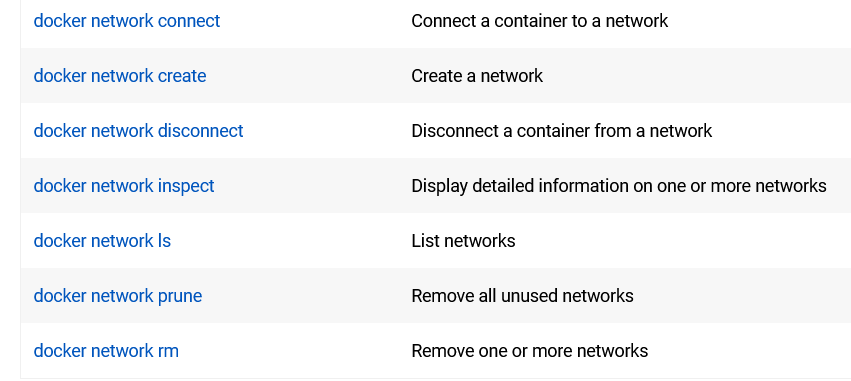 docker network connect Connect a container to a network
docker network create Create a network
docker network disconnect Disconnect a container from a network
docker network inspect Display detailed information on one or more networks
docker network ls List networks
docker network prune Remove all unused networks
docker network rm Remove one or more networks